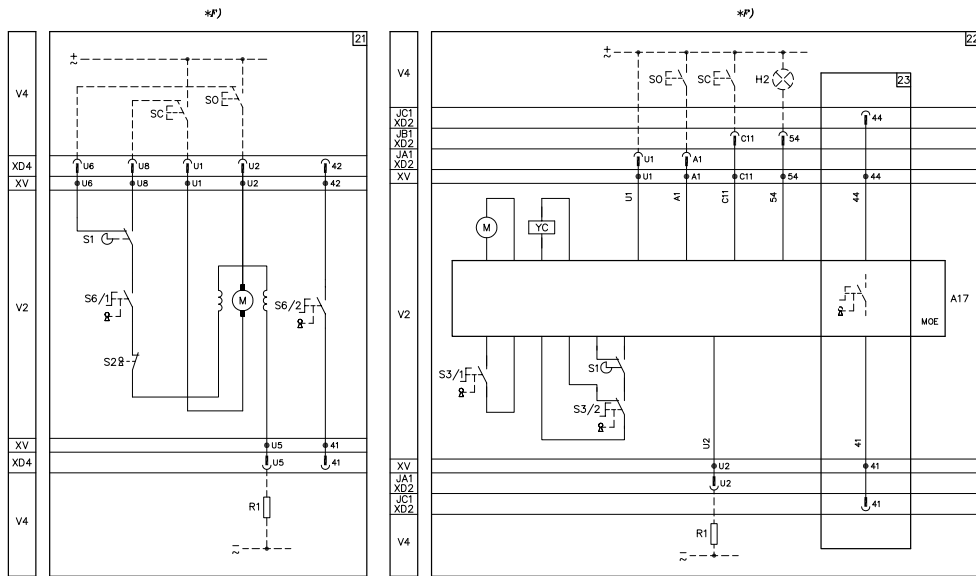 *F) *F)
21 22
± ±
V4 SC SO V4 SO SC H2 23
JC1 XD2 44
JB1 XD2 C11 54
XD4 U6 U8 U1 U2 42 JA1 XD2 U1 A1
XV U6 U8 U1 U2 42 XV U1 A1 C11 54 44
U1 A1 C11 54 44
S1 M YC
V2 S6/1 M S6/2 V2 A17
MOE
S2 S3/1 S1
S3/2
U2 41
XV U5 41 XV U2 41
XD4 U5 41 JA1 XD2 U2
JC1 XD2 41
V4 R1 V4 R1